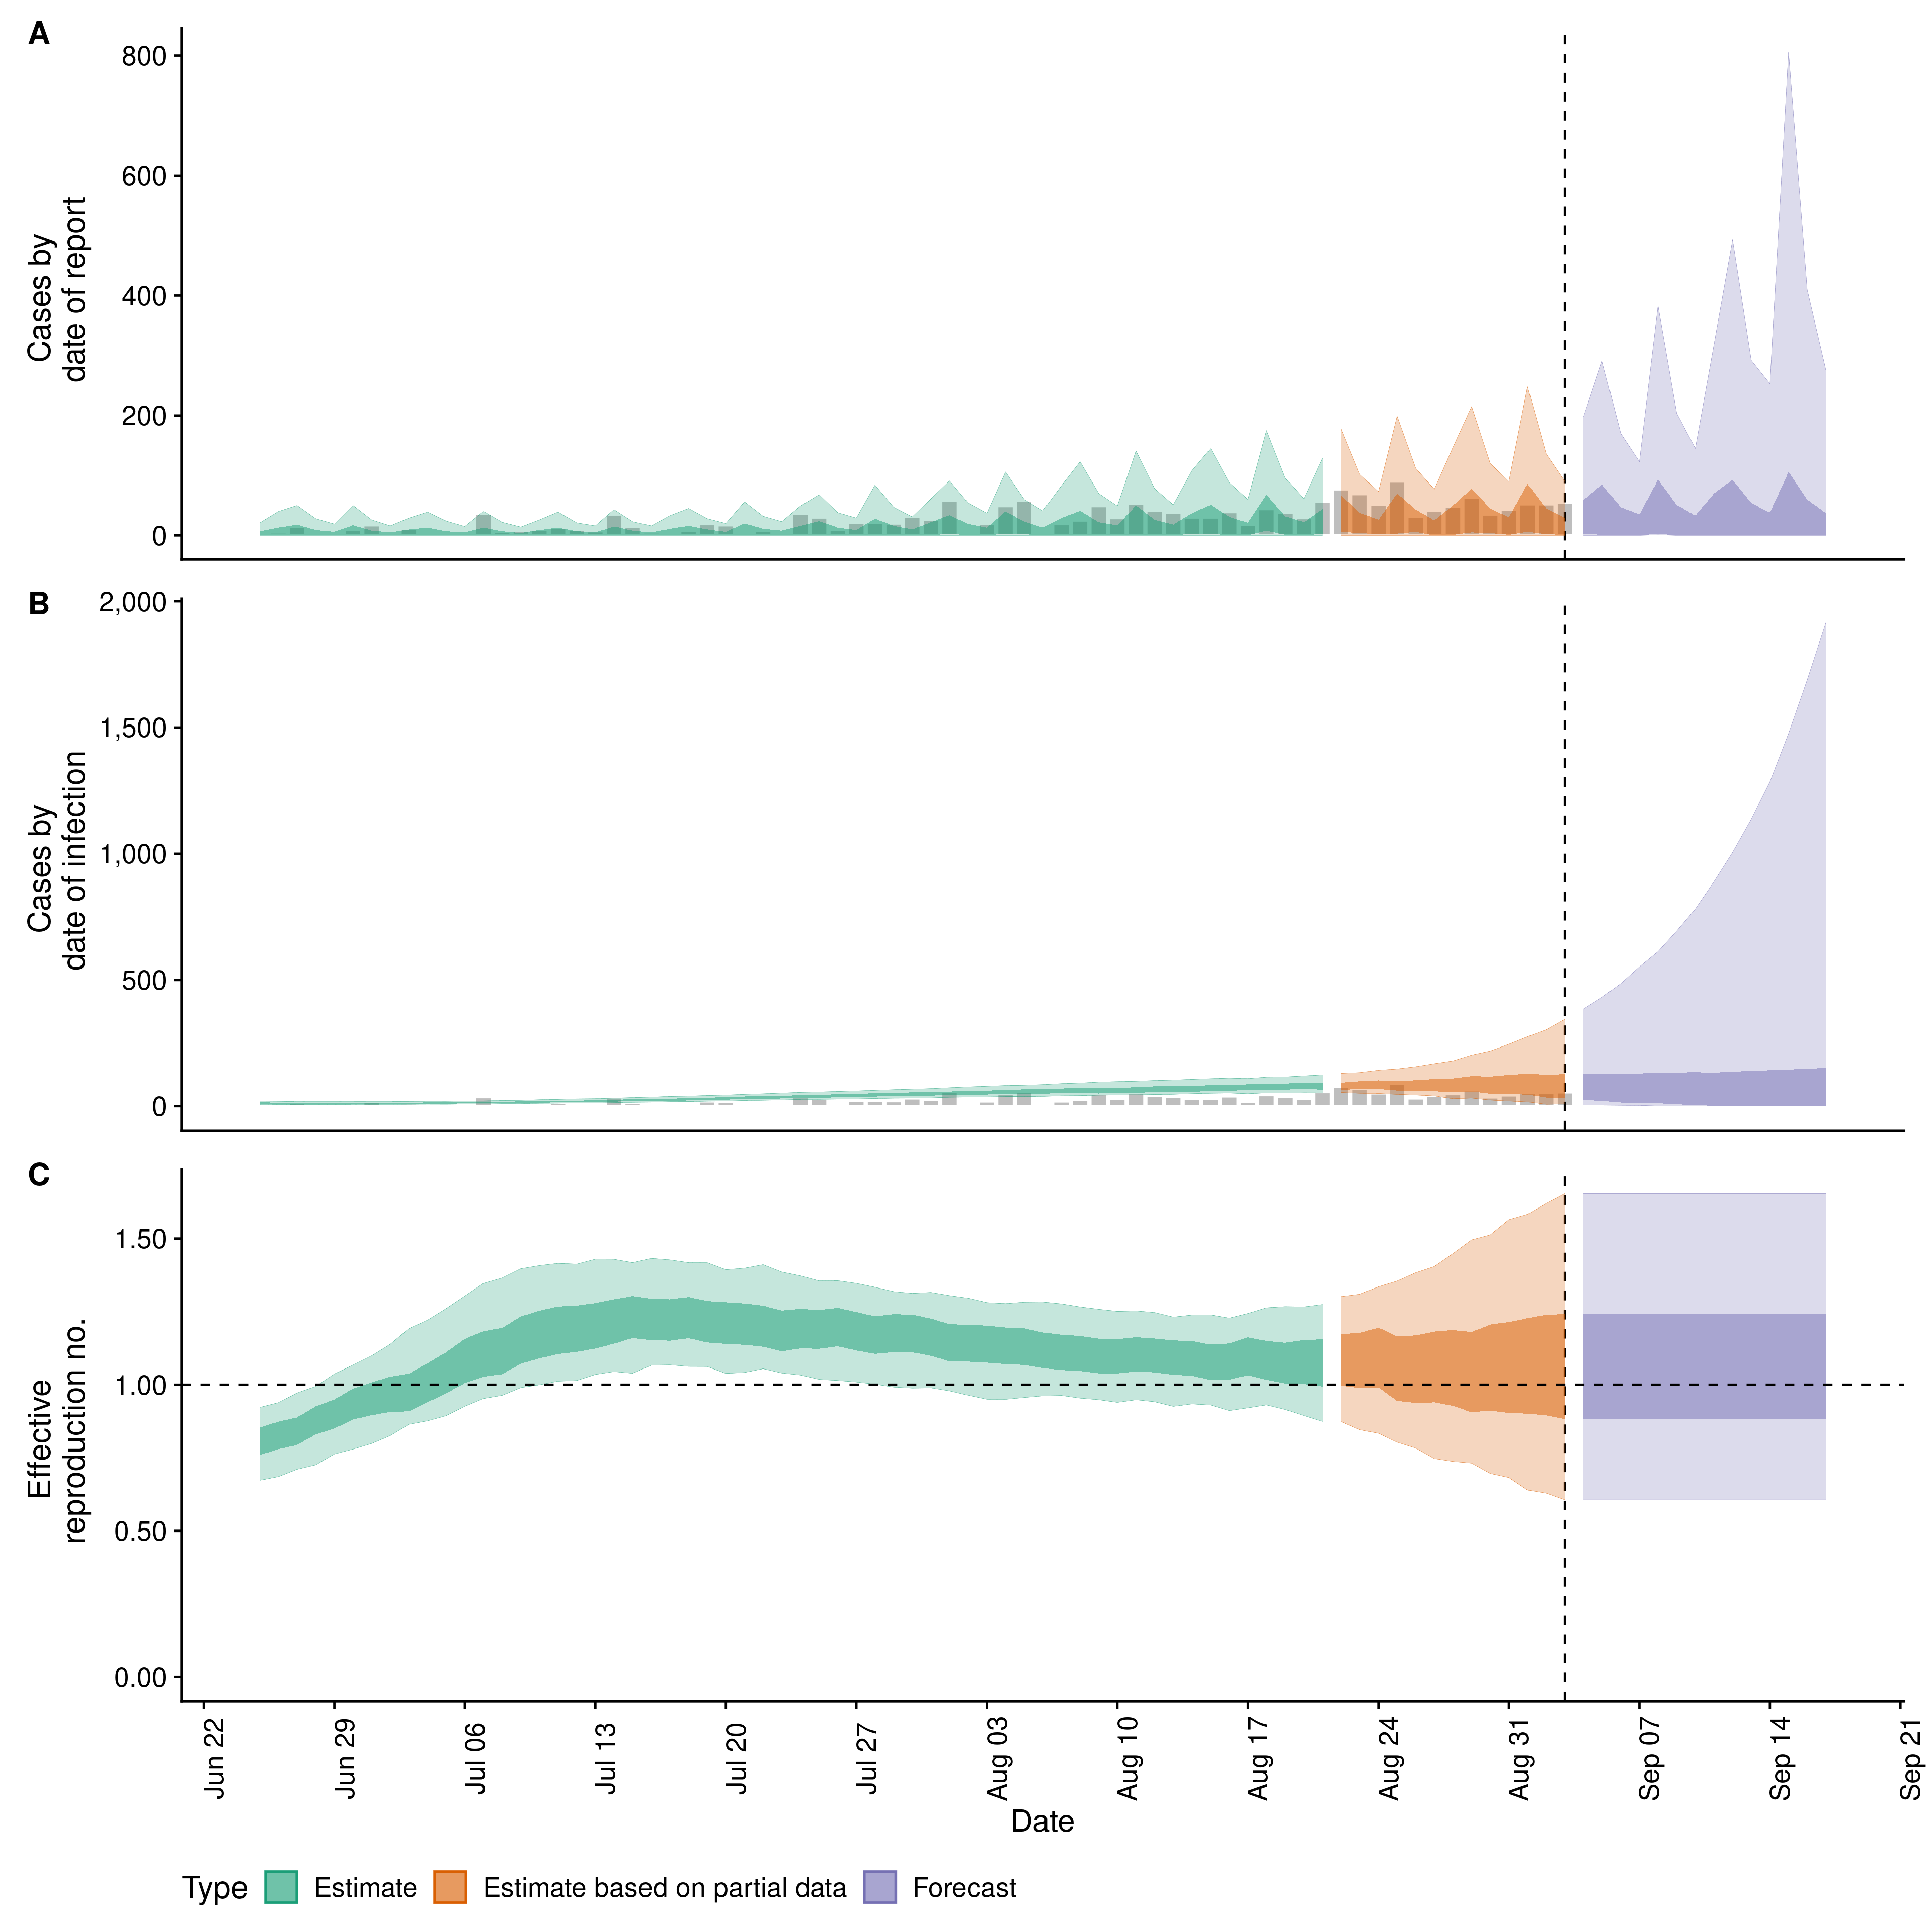 A
800
600
400
200
0
Cases by
date of report
B
2,000
1,500
1,000
500
0
Cases by
date of infection
C
1.50
1.00
0.50
0.00
Effective
reproduction no.
Jun 22
Jun 29
Jul 06
Jul 13
Jul 20
Jul 27
Aug 03
Aug 10
Aug 17
Aug 24
Aug 31
Sep 07
Sep 14
Sep 21
Date
Type Estimate Estimate based on partial data Forecast